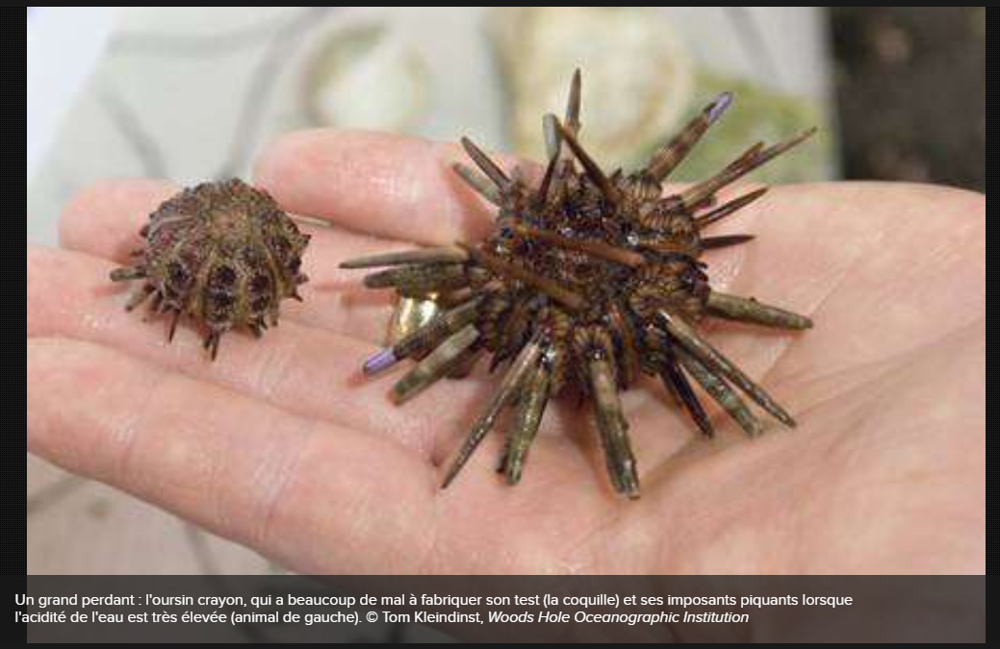 Un grand perdant : l'oursin crayon, qui a beaucoup de mal à fabriquer son test (la coquille) et ses imposants piquants lorsque
l'acidité de l'eau est très élevée (animal de gauche). © Tom Kleindinst, Woods Hole Oceanographic Institution